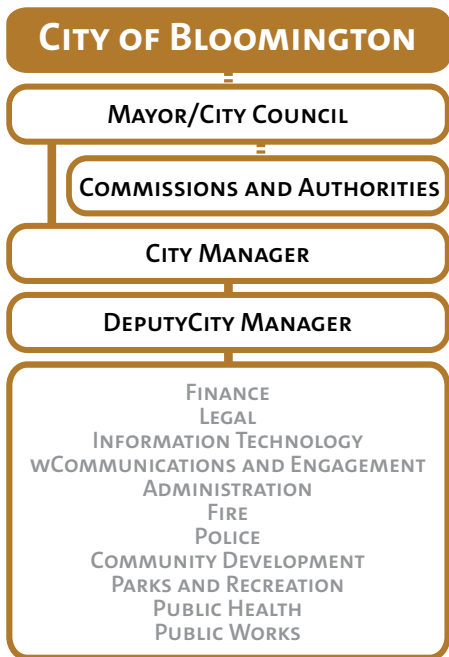 City of Bloomington
Mayor/City Council
Commissions and Authorities
City Manager
DeputyCity Manager
Finance
Legal
Information Technology
wCommunications and Engagement
Administration
Fire
Police
Community Development
Parks and Recreation
Public Health
Public Works